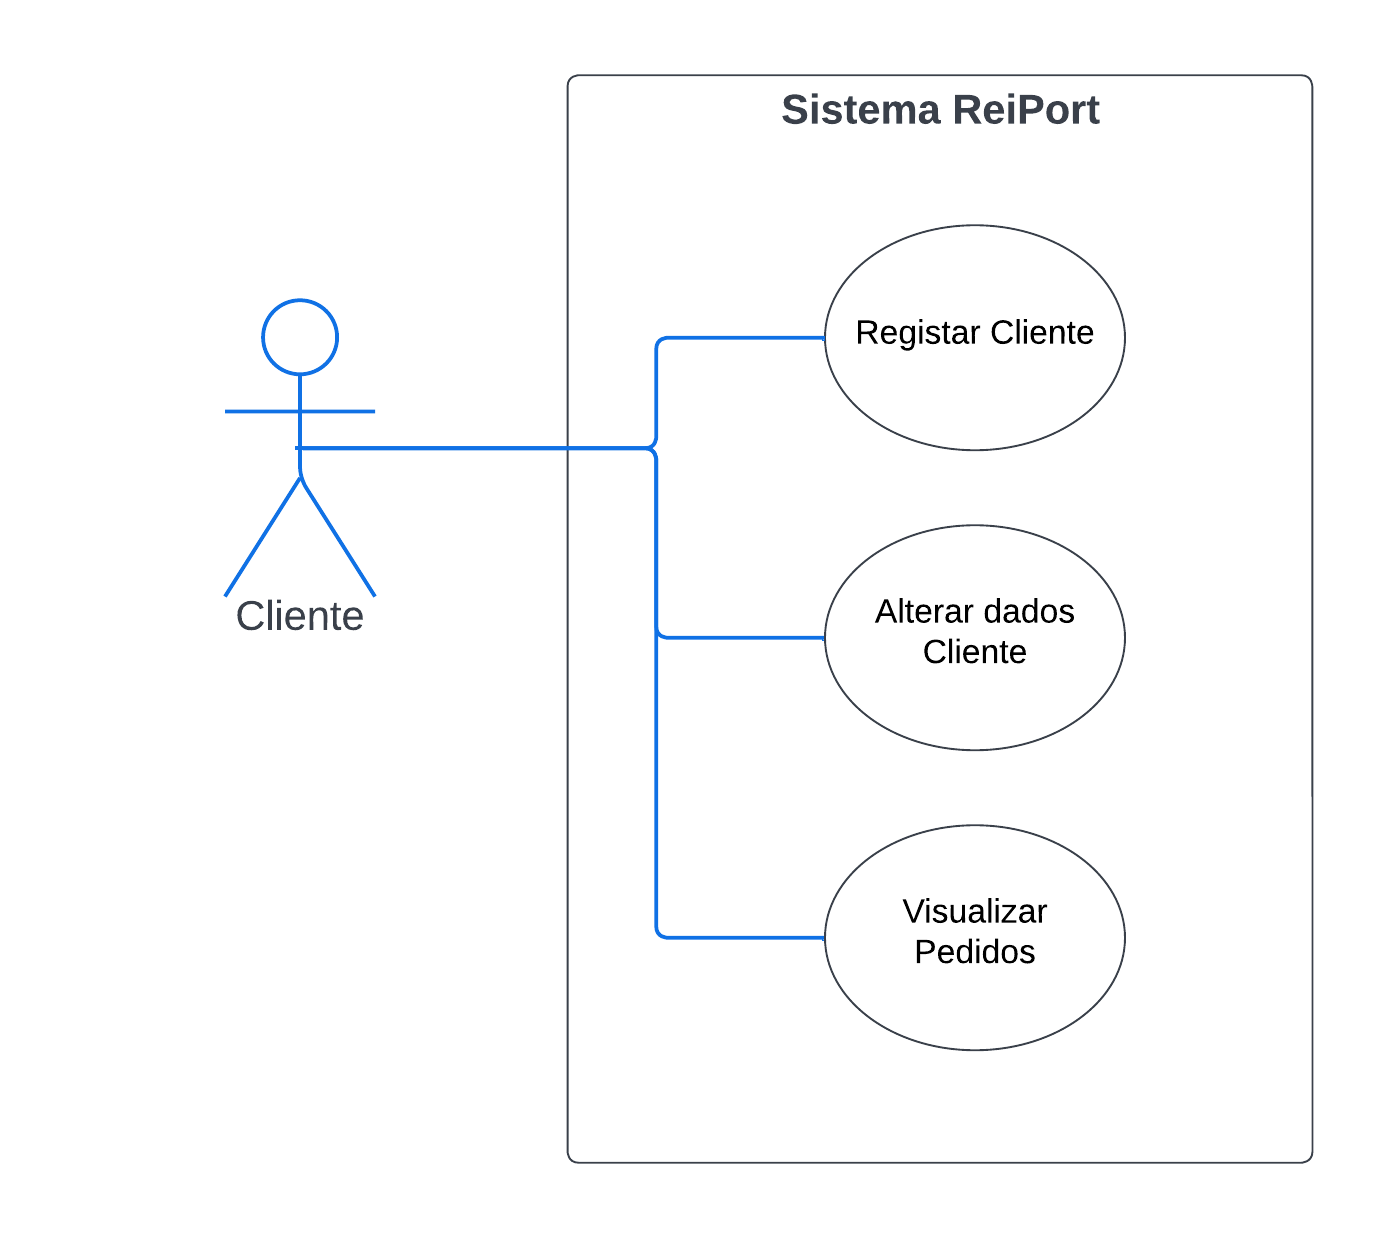 Sistema ReiPort
Registar Cliente
Cliente
Alterar dados
Cliente
Visualizar
Pedidos